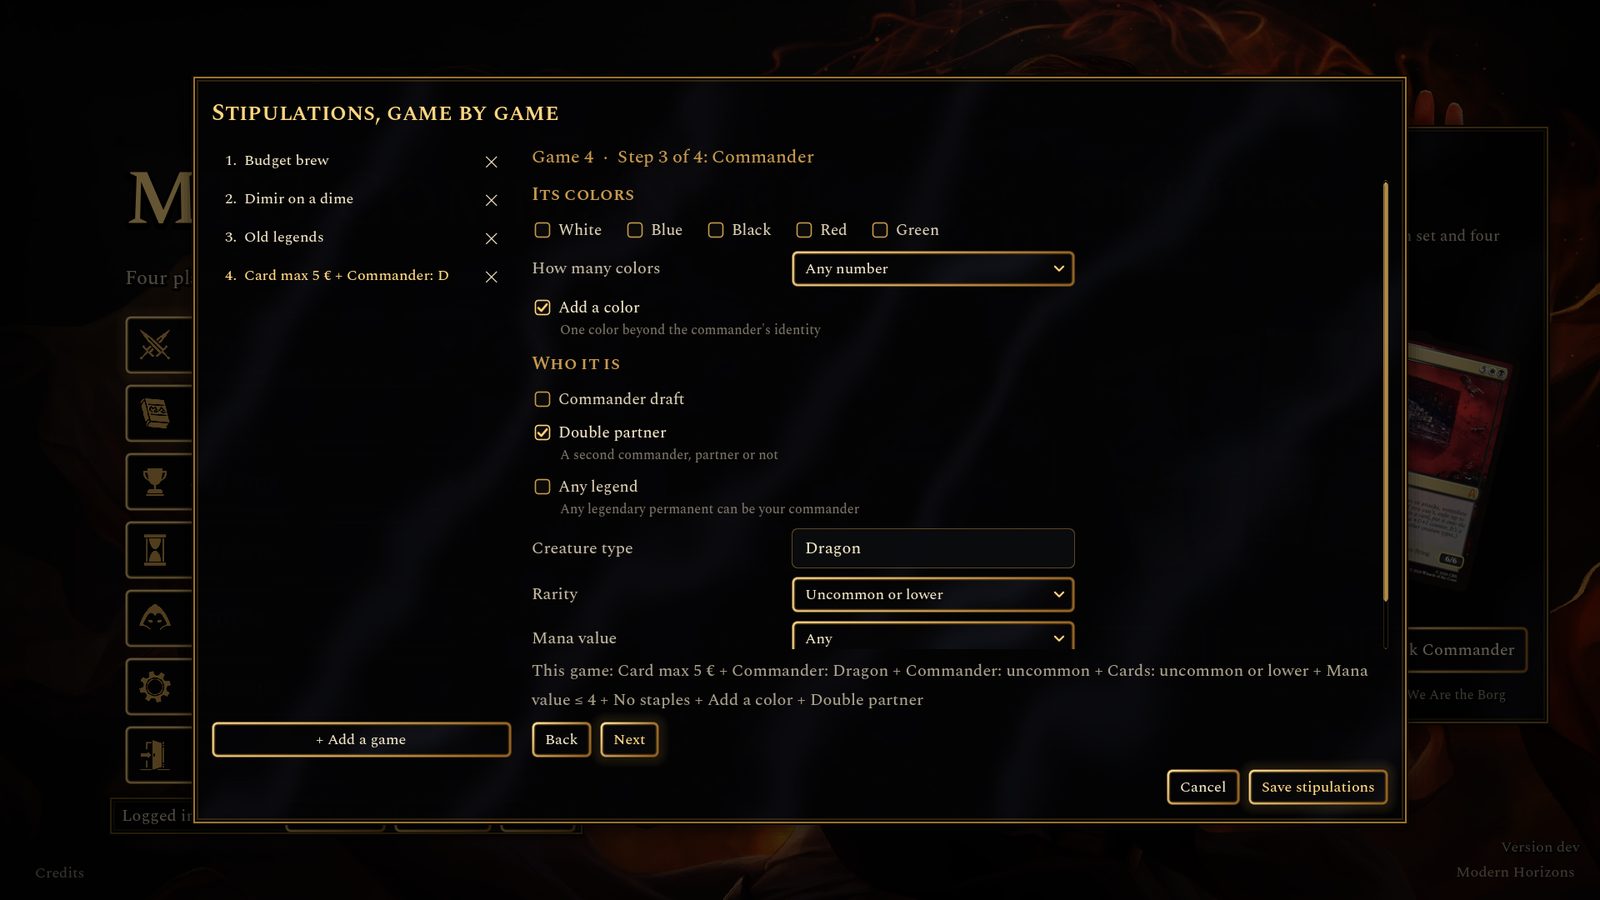 STIPULATIONS, GAME BY GAME
1. Budget brew
2. Dimir on a dime
3. Old legends
4. Card max 5 € + Commander: D
+ Add a game
Game 4 · Step 3 of 4: Commander
ITS COLORS
White Blue Black Red Green
How many colors Any number
Add a color
One color beyond the commander's identity
WHO IT IS
Commander draft
Double partner
A second commander, partner or not
Any legend
Any legendary permanent can be your commander
Creature type Dragon
Rarity Uncommon or lower
Mana value Any
This game: Card max 5 € + Commander: Dragon + Commander: uncommon + Cards: uncommon or lower + Mana
value ≤ 4 + No staples + Add a color + Double partner
Back Next
Cancel Save stipulations
M
Four pl
set and four
k Commander
We Are the Borg
6/6
Logged in
Credits
Version dev
Modern Horizons